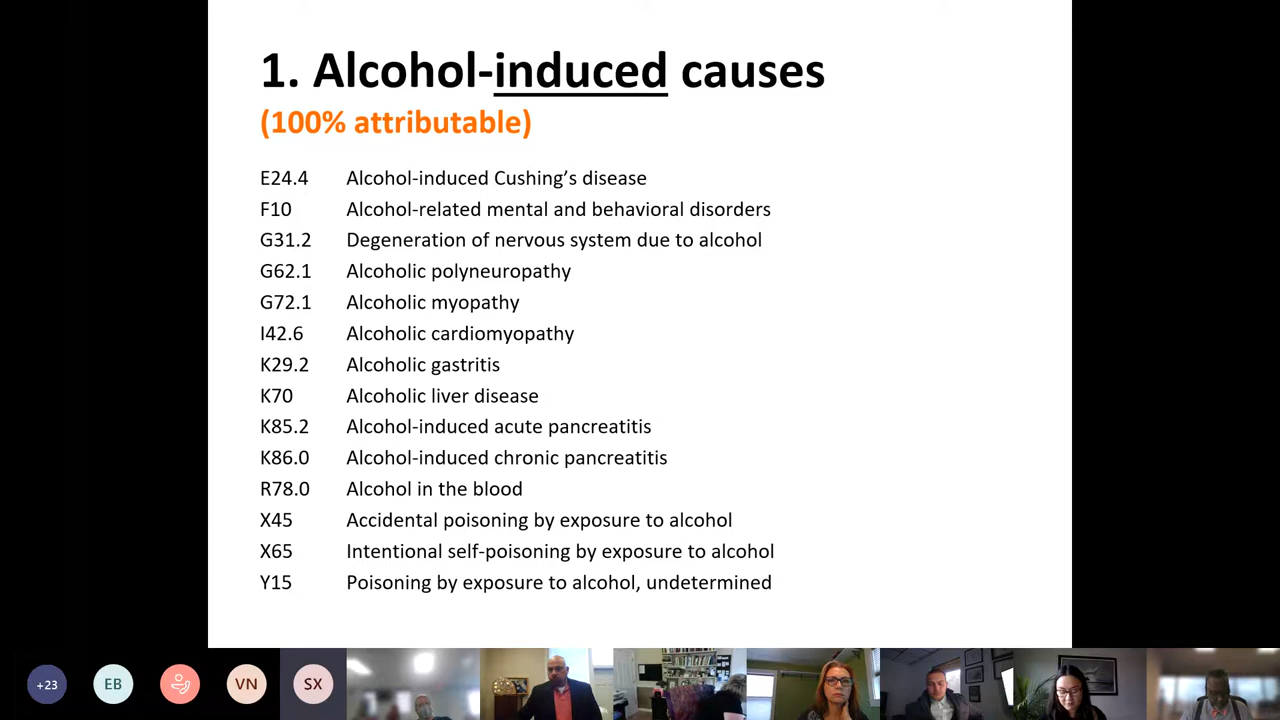 1. Alcohol-induced causes
(100% attributable)
E24.4 Alcohol-induced Cushing’s disease
F10 Alcohol-related mental and behavioral disorders
G31.2 Degeneration of nervous system due to alcohol
G62.1 Alcoholic polyneuropathy
G72.1 Alcoholic myopathy
I42.6 Alcoholic cardiomyopathy
K29.2 Alcoholic gastritis
K70 Alcoholic liver disease
K85.2 Alcohol-induced acute pancreatitis
K86.0 Alcohol-induced chronic pancreatitis
R78.0 Alcohol in the blood
X45 Accidental poisoning by exposure to alcohol
X65 Intentional self-poisoning by exposure to alcohol
Y15 Poisoning by exposure to alcohol, undetermined
+23 EB VN SX